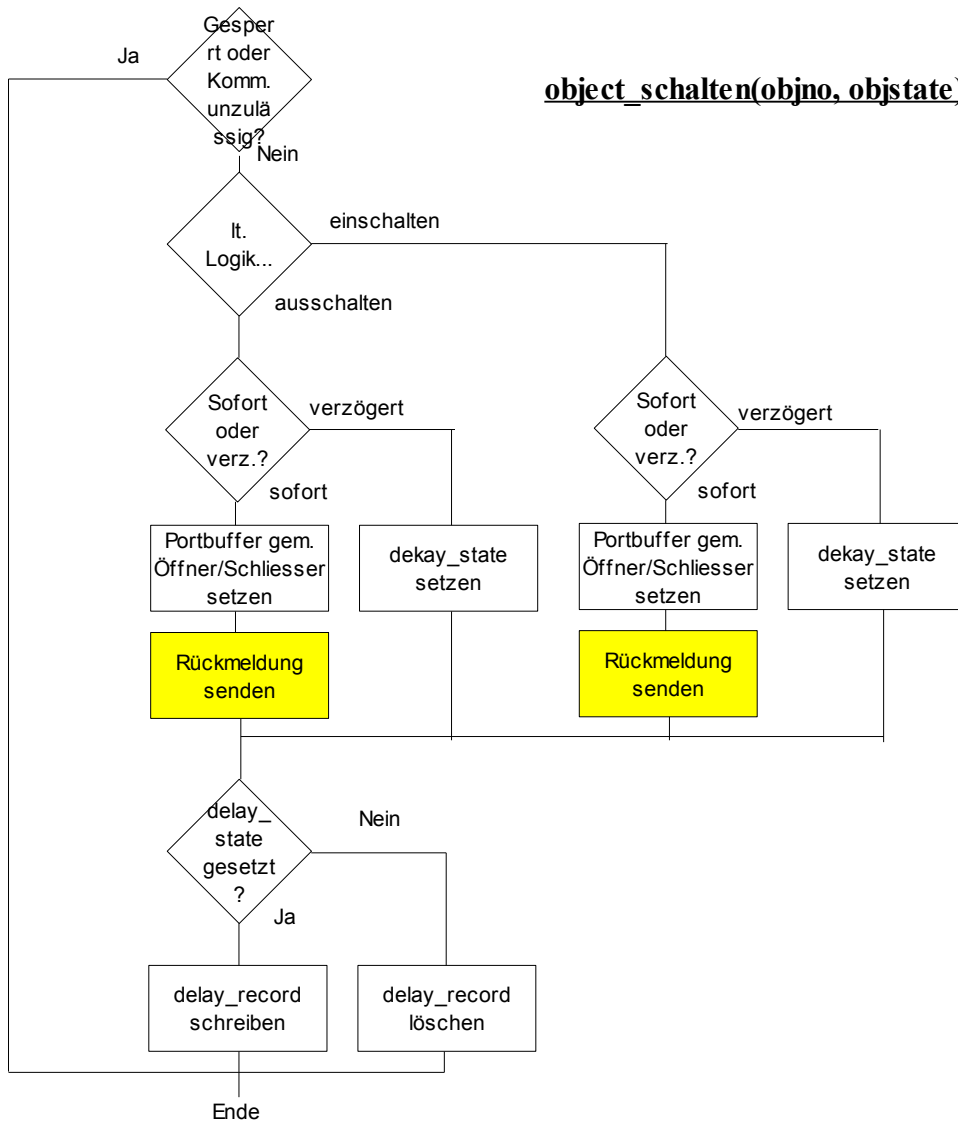 Gesper
rt oder
Komm.
unzulä
ssig?
Ja
object_schalten(objno, objstate)
Nein
lt.
Logik...
einschalten
ausschalten
Sofort
oder
verz.?
verzögert
sofort
Sofort
oder
verz.?
verzögert
sofort
Portbuffer gem.
Öffner/Schliesser
setzen
dekay_state
setzen
Portbuffer gem.
Öffner/Schliesser
setzen
dekay_state
setzen
Rückmeldung
senden
Rückmeldung
senden
delay_
state
gesetzt
?
Nein
Ja
delay_record
schreiben
delay_record
löschen
Ende